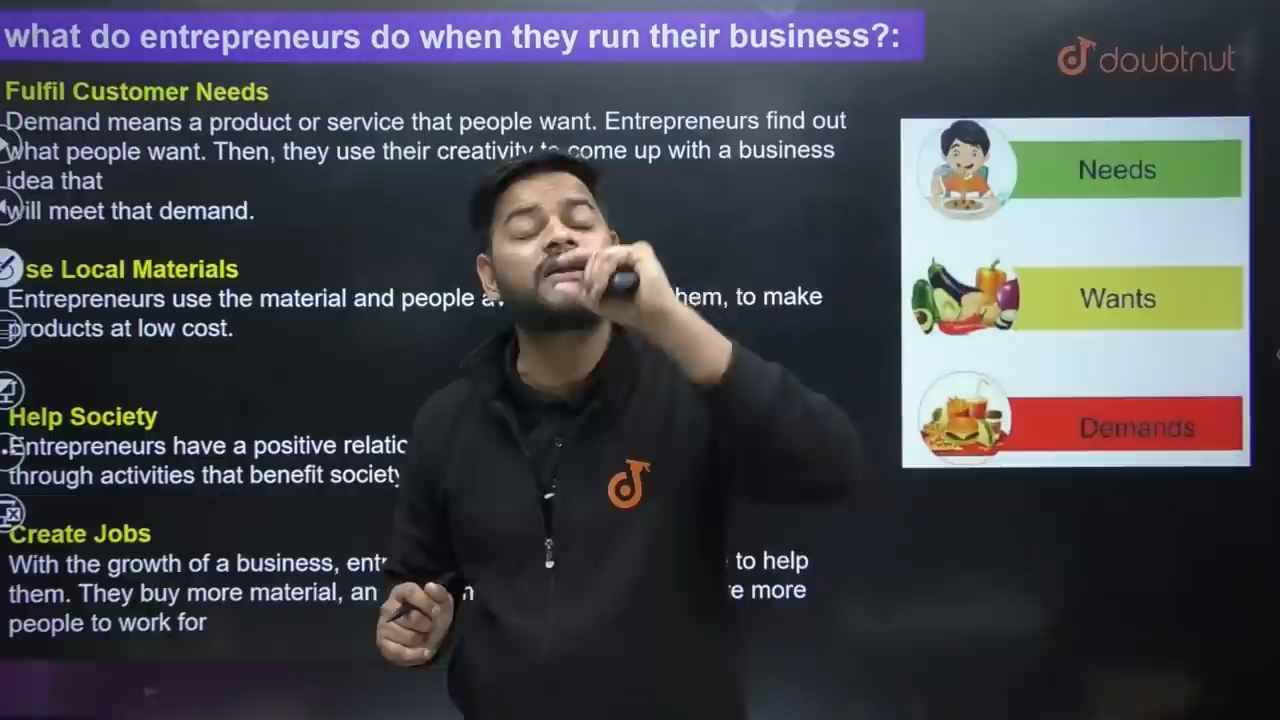 what do entrepreneurs do when they run their business?:
doubtnut
Fulfil Customer Needs
Demand means a product or service that people want. Entrepreneurs find out
what people want. Then, they use their creativity to come up with a business
idea that
will meet that demand.
se Local Materials
Entrepreneurs use the material and people hem, to make
products at low cost.
Help Society
Entrepreneurs have a positive relatio
through activities that benefit society
Create Jobs
With the growth of a business, entr to help
them. They buy more material, an re more
people to work for
Needs
Wants
Demands